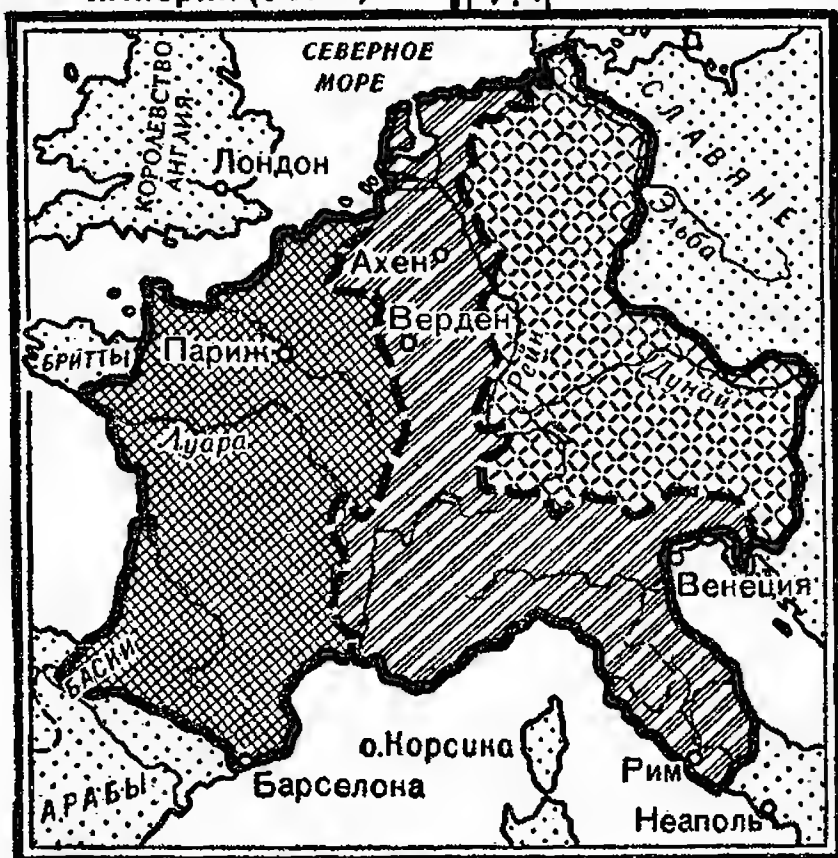 СЕВЕРНОЕ
МОРЕ
КОРОЛЕВСТВО
АНГЛИЯ
Лондон
СЛАВЯНЕ
Эльба
Ахен
Верден
БРИТТЫ
Париж
Рейн
Дунай
Луара
Венеция
БАСКИ
о.Корсика
АРАБЫ
Барселона
Рим
Неаполь